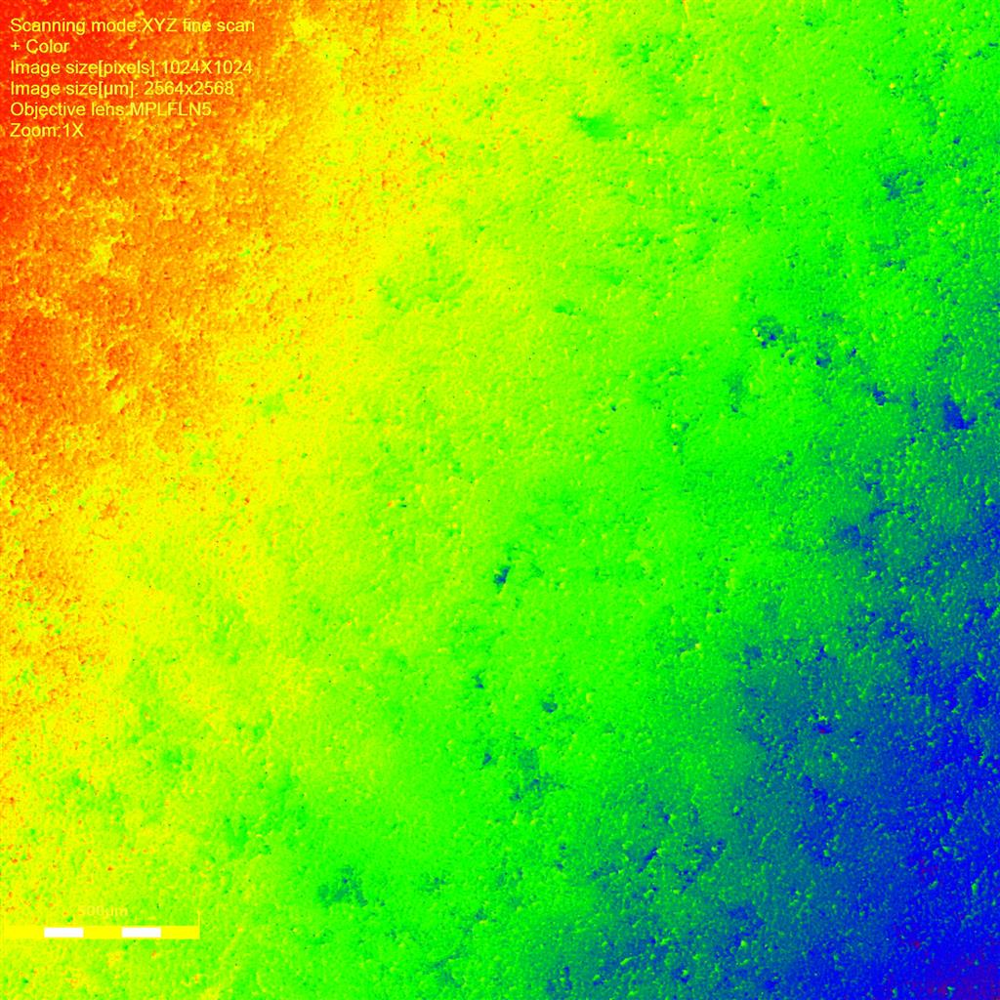 Scanning mode:XYZ fine scan
+ Color
Image size[pixels]:1024X1024
Image size[µm]: 2564x2568
Objective lens:MPLFLN5
Zoom:1X
500µm